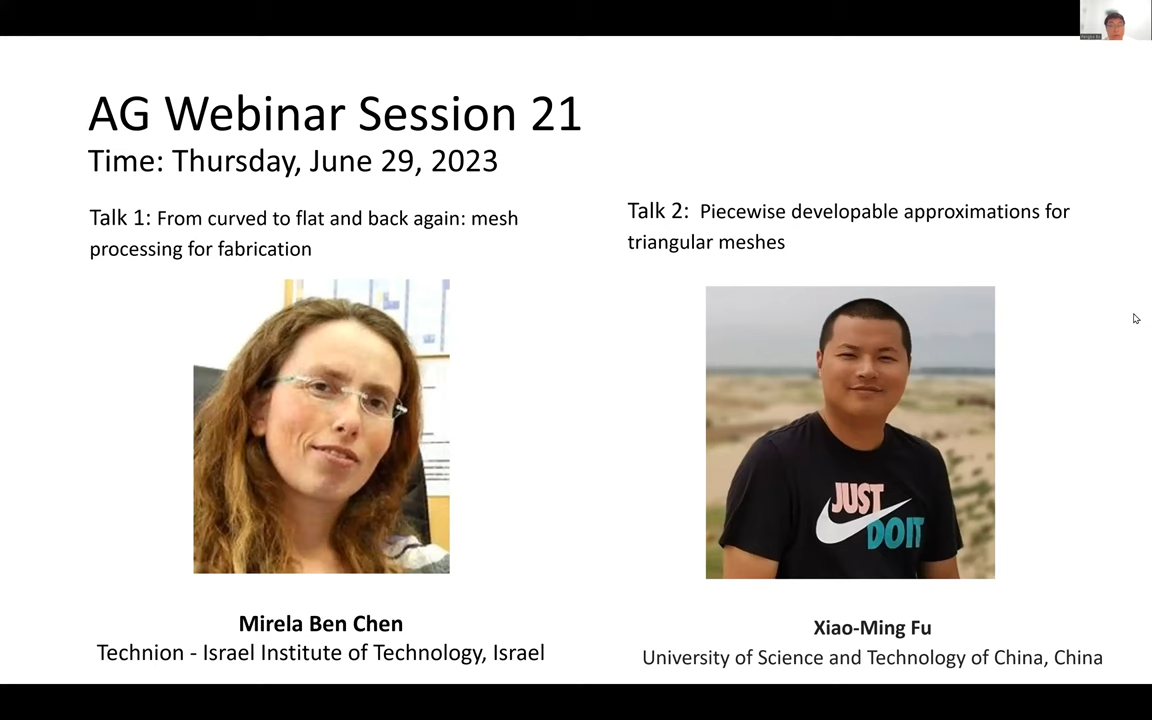 AG Webinar Session 21
Time: Thursday, June 29, 2023
Talk 1: From curved to flat and back again: mesh
processing for fabrication
Talk 2: Piecewise developable approximations for
triangular meshes
JUST
DO IT
Mirela Ben Chen
Technion - Israel Institute of Technology, Israel
Xiao-Ming Fu
University of Science and Technology of China, China